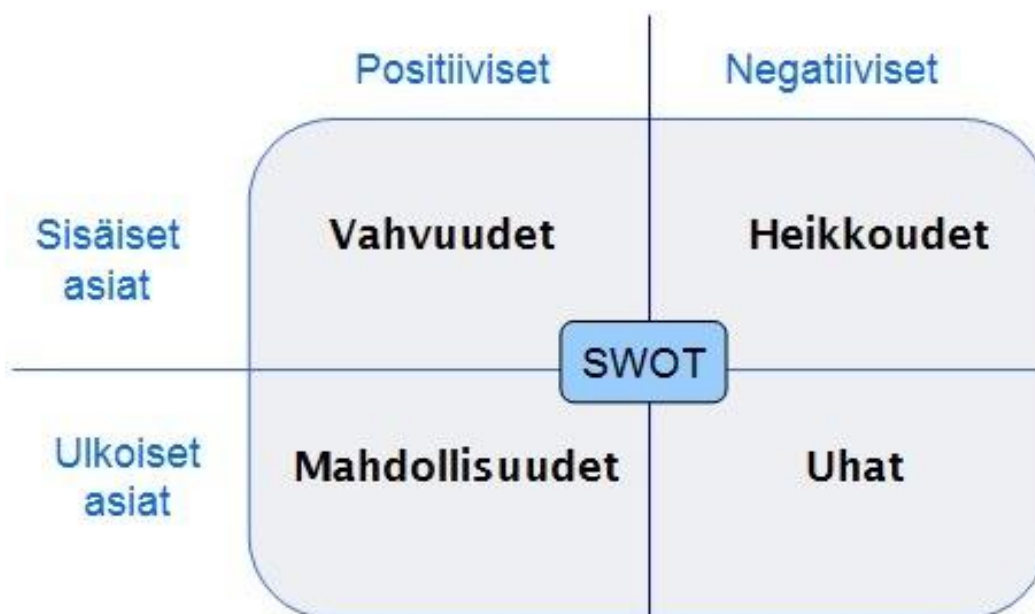 Positiiviset
Negatiiviset
Sisäiset
asiat
Vahvuudet
Heikkoudet
SWOT
Ulkoiset
asiat
Mahdollisuudet
Uhat